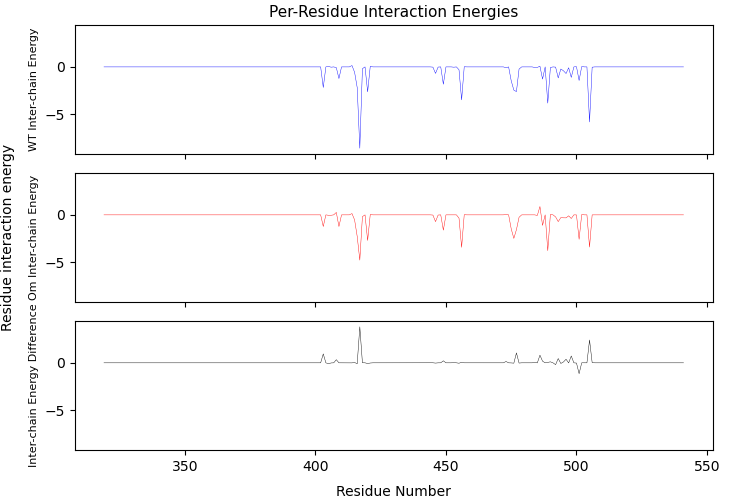 Per-Residue Interaction Energies
Residue interaction energy
WT Inter-chain Energy
0
−5
Om Inter-chain Energy
0
−5
Inter-chain Energy Difference
0
−5
350
400
450
500
550
Residue Number